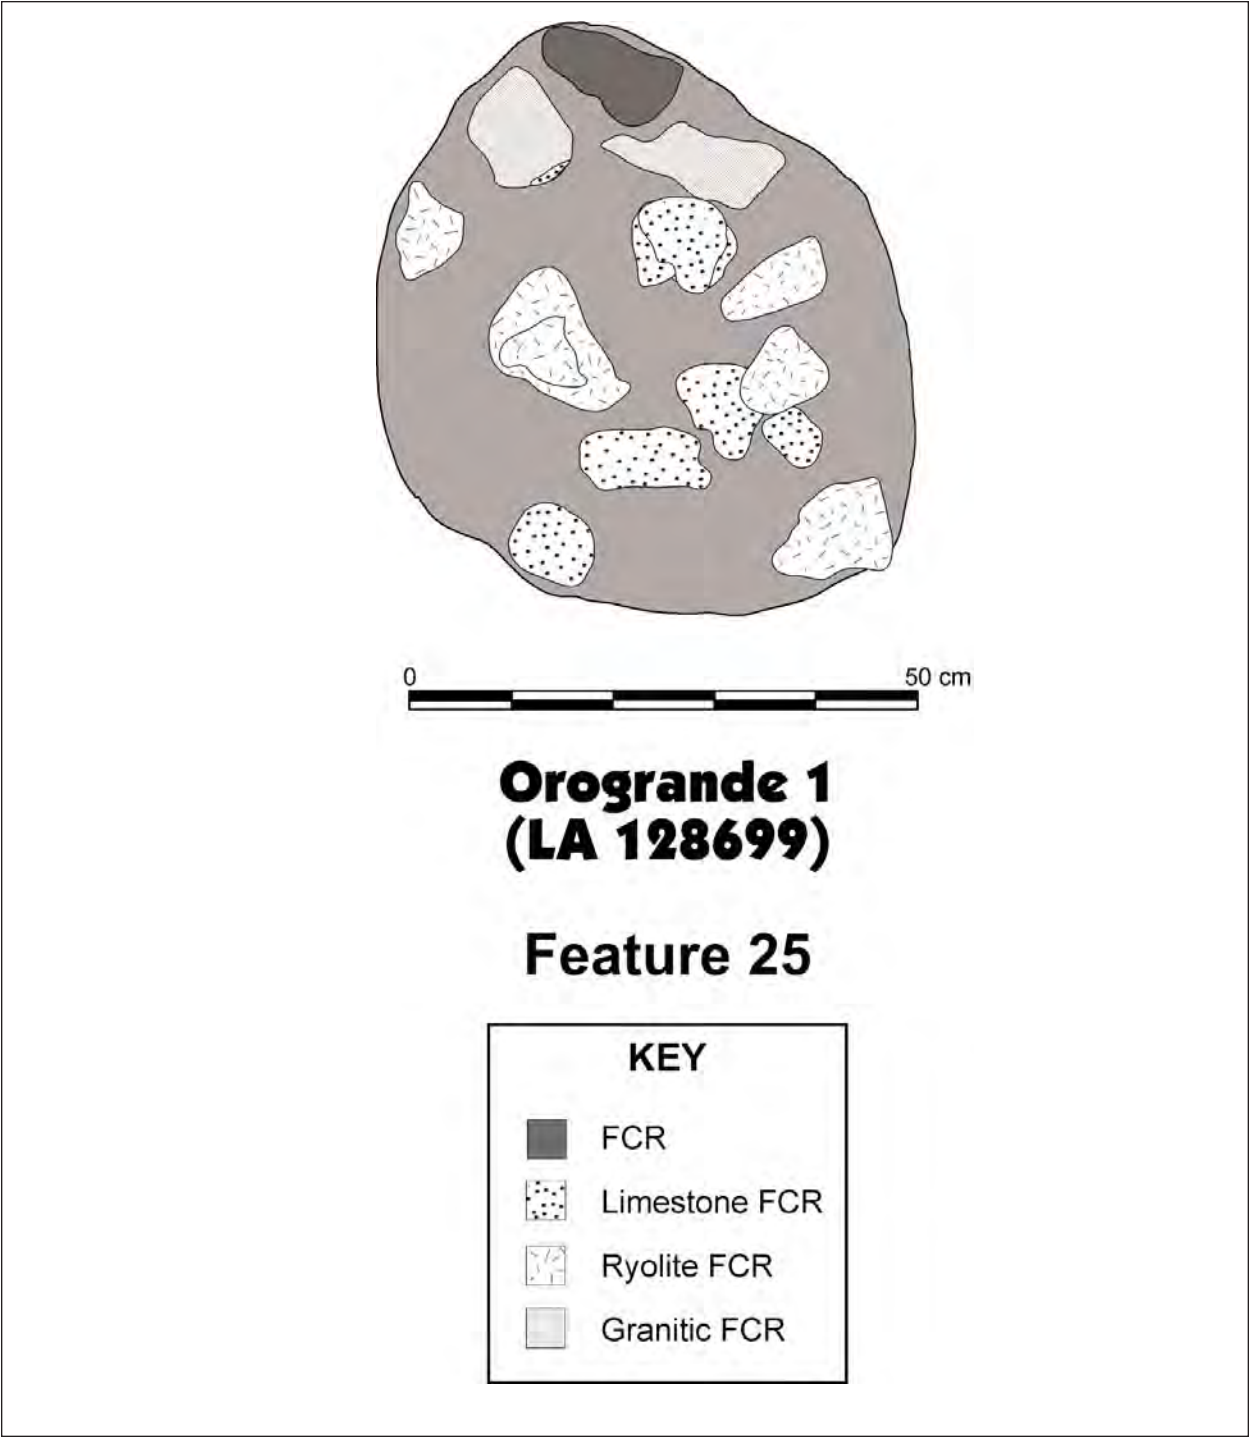 0 50 cm
Orogrande 1
(LA 128699)
Feature 25
KEY
FCR
Limestone FCR
Ryolite FCR
Granitic FCR